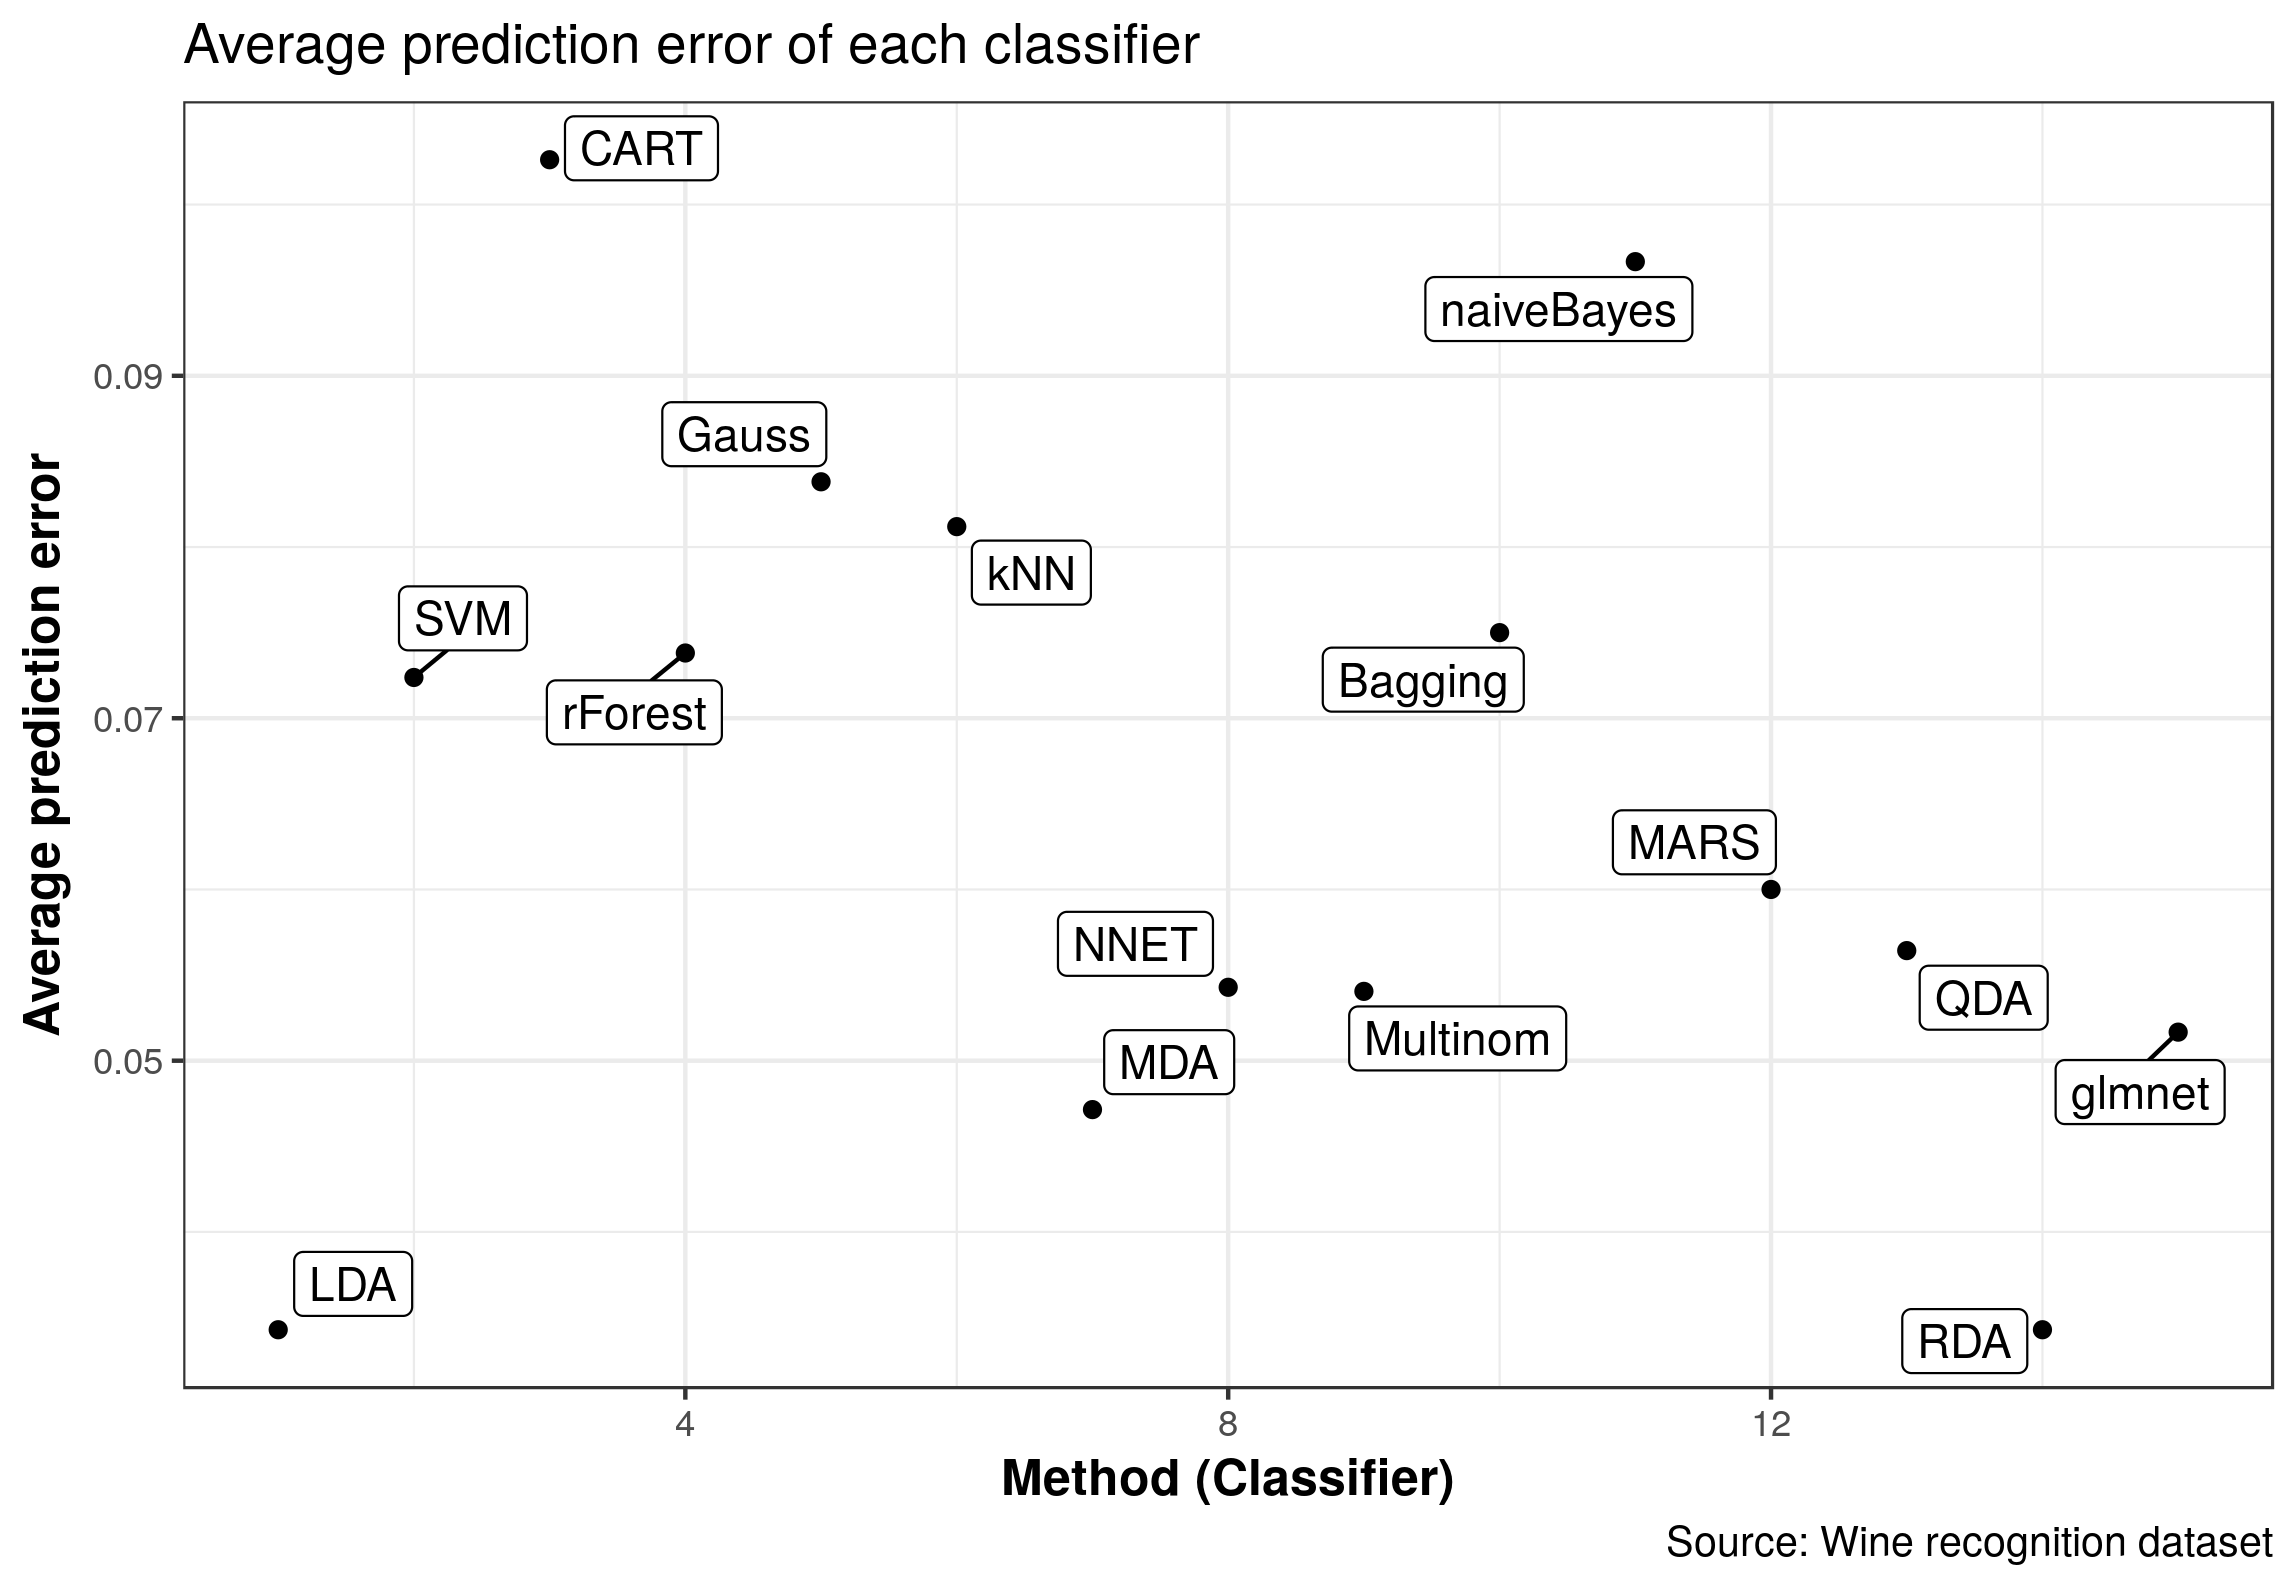 Average prediction error of each classifier
Average prediction error
0.09
0.07
0.05
CART
naiveBayes
Gauss
kNN
SVM
rForest
Bagging
MARS
NNET
QDA
Multinom
MDA
glmnet
LDA
RDA
4
8
12
Method (Classifier)
Source: Wine recognition dataset